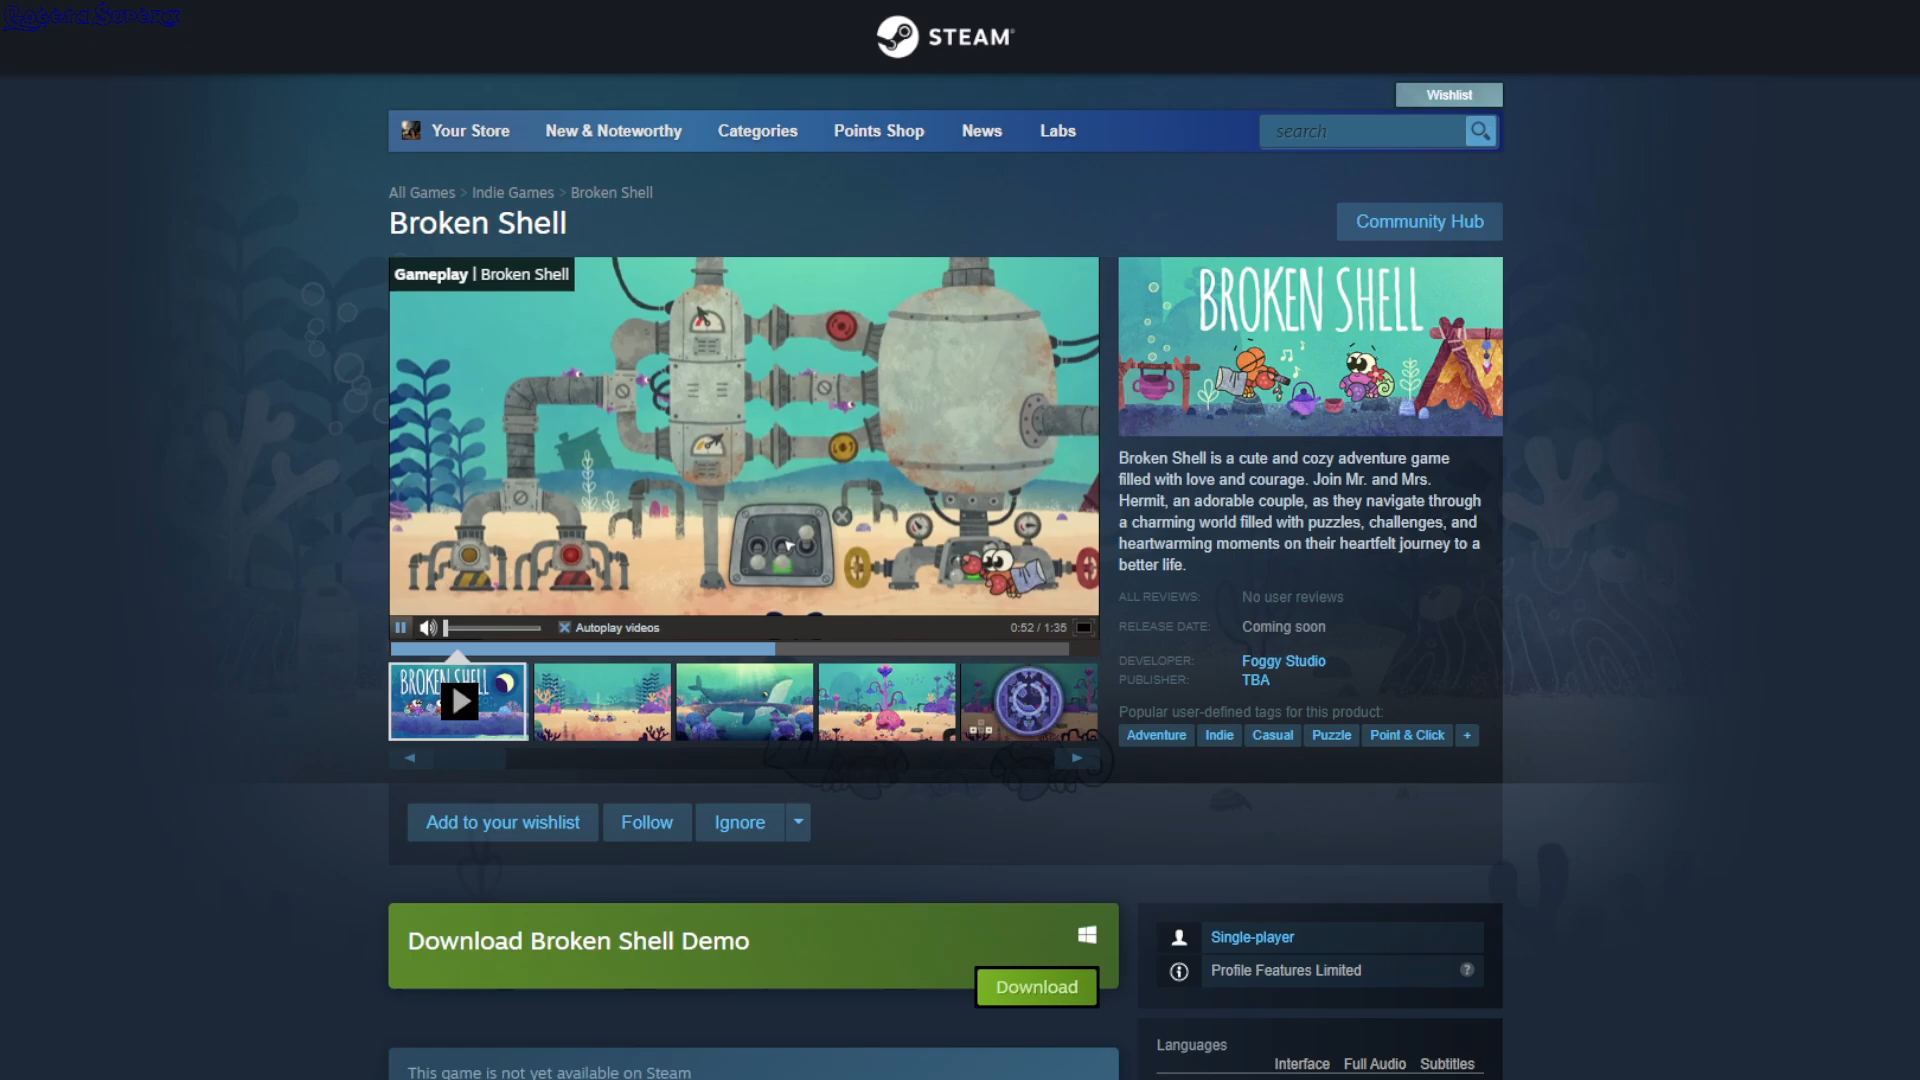 STEAM
Wishlist
Your Store New & Noteworthy Categories Points Shop News Labs search
All Games > Indie Games > Broken Shell
Broken Shell
Community Hub
Gameplay | Broken Shell
BROKEN SHELL
Broken Shell is a cute and cozy adventure game
filled with love and courage. Join Mr. and Mrs.
Hermit, an adorable couple, as they navigate through
a charming world filled with puzzles, challenges, and
heartwarming moments on their heartfelt journey to a
better life.
ALL REVIEWS: No user reviews
RELEASE DATE: Coming soon
DEVELOPER: Foggy Studio
PUBLISHER: TBA
Popular user-defined tags for this product:
Adventure Indie Casual Puzzle Point & Click +
Autoplay videos 0:52 / 1:35
BROKEN SHELL
Add to your wishlist Follow Ignore
Download Broken Shell Demo
Download
Single-player
Profile Features Limited ?
This game is not yet available on Steam
Languages
Interface Full Audio Subtitles